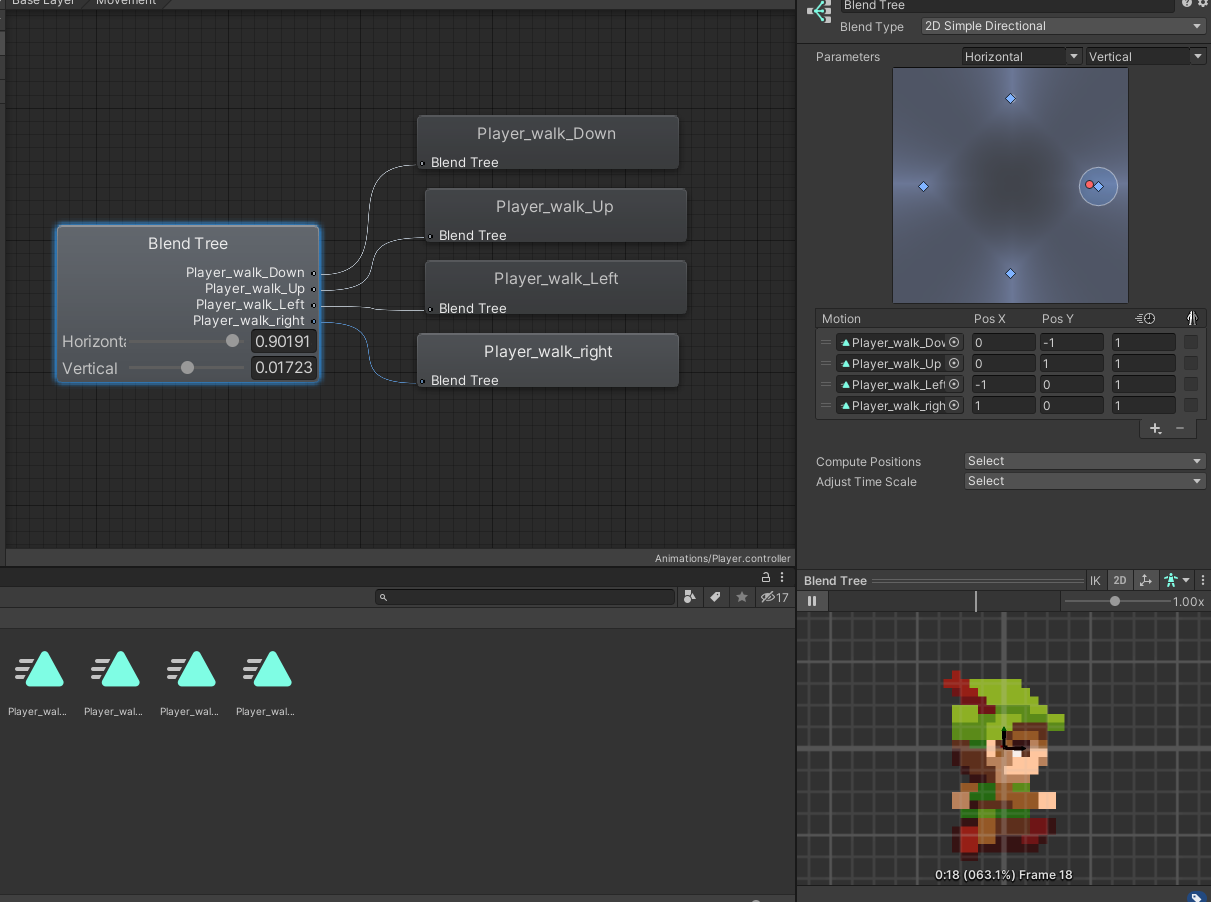 Base Layer
Movement
Blend Tree
Blend Type
2D Simple Directional
Parameters
Horizontal
Vertical
Player_walk_Down
Blend Tree
Player_walk_Up
Blend Tree
Player_walk_Left
Blend Tree
Player_walk_right
Blend Tree
Blend Tree
Player_walk_Down
Player_walk_Up
Player_walk_Left
Player_walk_right
Horizonta
0.90191
Vertical
0.01723
Motion Pos X Pos Y
Player_walk_Dow 0 -1 1
Player_walk_Up 0 1 1
Player_walk_Left -1 0 1
Player_walk_righ 1 0 1
Compute Positions Select
Adjust Time Scale Select
Animations/Player.controller
17
Player_wal...
Player_wal...
Player_wal...
Player_wal...
Blend Tree
IK
2D
1.00x
0:18 (063.1%) Frame 18